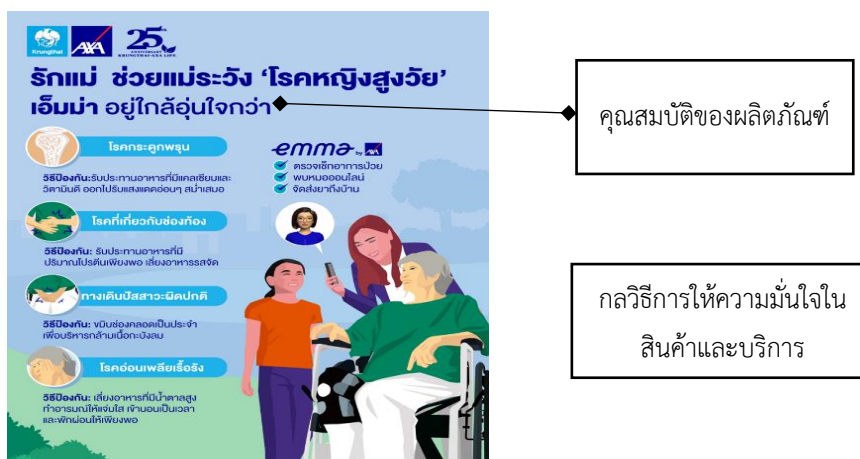 krungthai
AXA
25
ANNIVERSARY
KRUNGTHAI-AXA LIFE
รักแม่ ช่วยแม่ระวัง 'โรคหญิงสูงวัย'
เอ็มม่า อยู่ใกล้อุ่นใจกว่า
โรคกระดูกพรุน
วิธีป้องกัน:รับประทานอาหารที่มีแคลเซียมและ
วิตามินดี ออกไปรับแสงแดดอ่อนๆ สม่ำเสมอ
โรคที่เกี่ยวกับช่องท้อง
วิธีป้องกัน: รับประทานอาหารที่มี
ปริมาณโปรตีนเพียงพอ เลี่ยงอาหารรสจัด
ทางเดินปัสสาวะผิดปกติ
วิธีป้องกัน: ขมิบช่องคลอดเป็นประจำ
เพื่อบริหารกล้ามเนื้อกะบังลม
โรคอ่อนเพลียเรื้อรัง
วิธีป้องกัน: เลี่ยงอาหารที่มีน้ำตาลสูง
ทำอารมณ์ให้แจ่มใส เข้านอนเป็นเวลา
และพักผ่อนให้เพียงพอ
emma by AXA
ตรวจเช็กอาการป่วย
พบหมอออนไลน์
จัดส่งยาถึงบ้าน
คุณสมบัติของผลิตภัณฑ์
กลวิธีการให้ความมั่นใจใน
สินค้าและบริการ